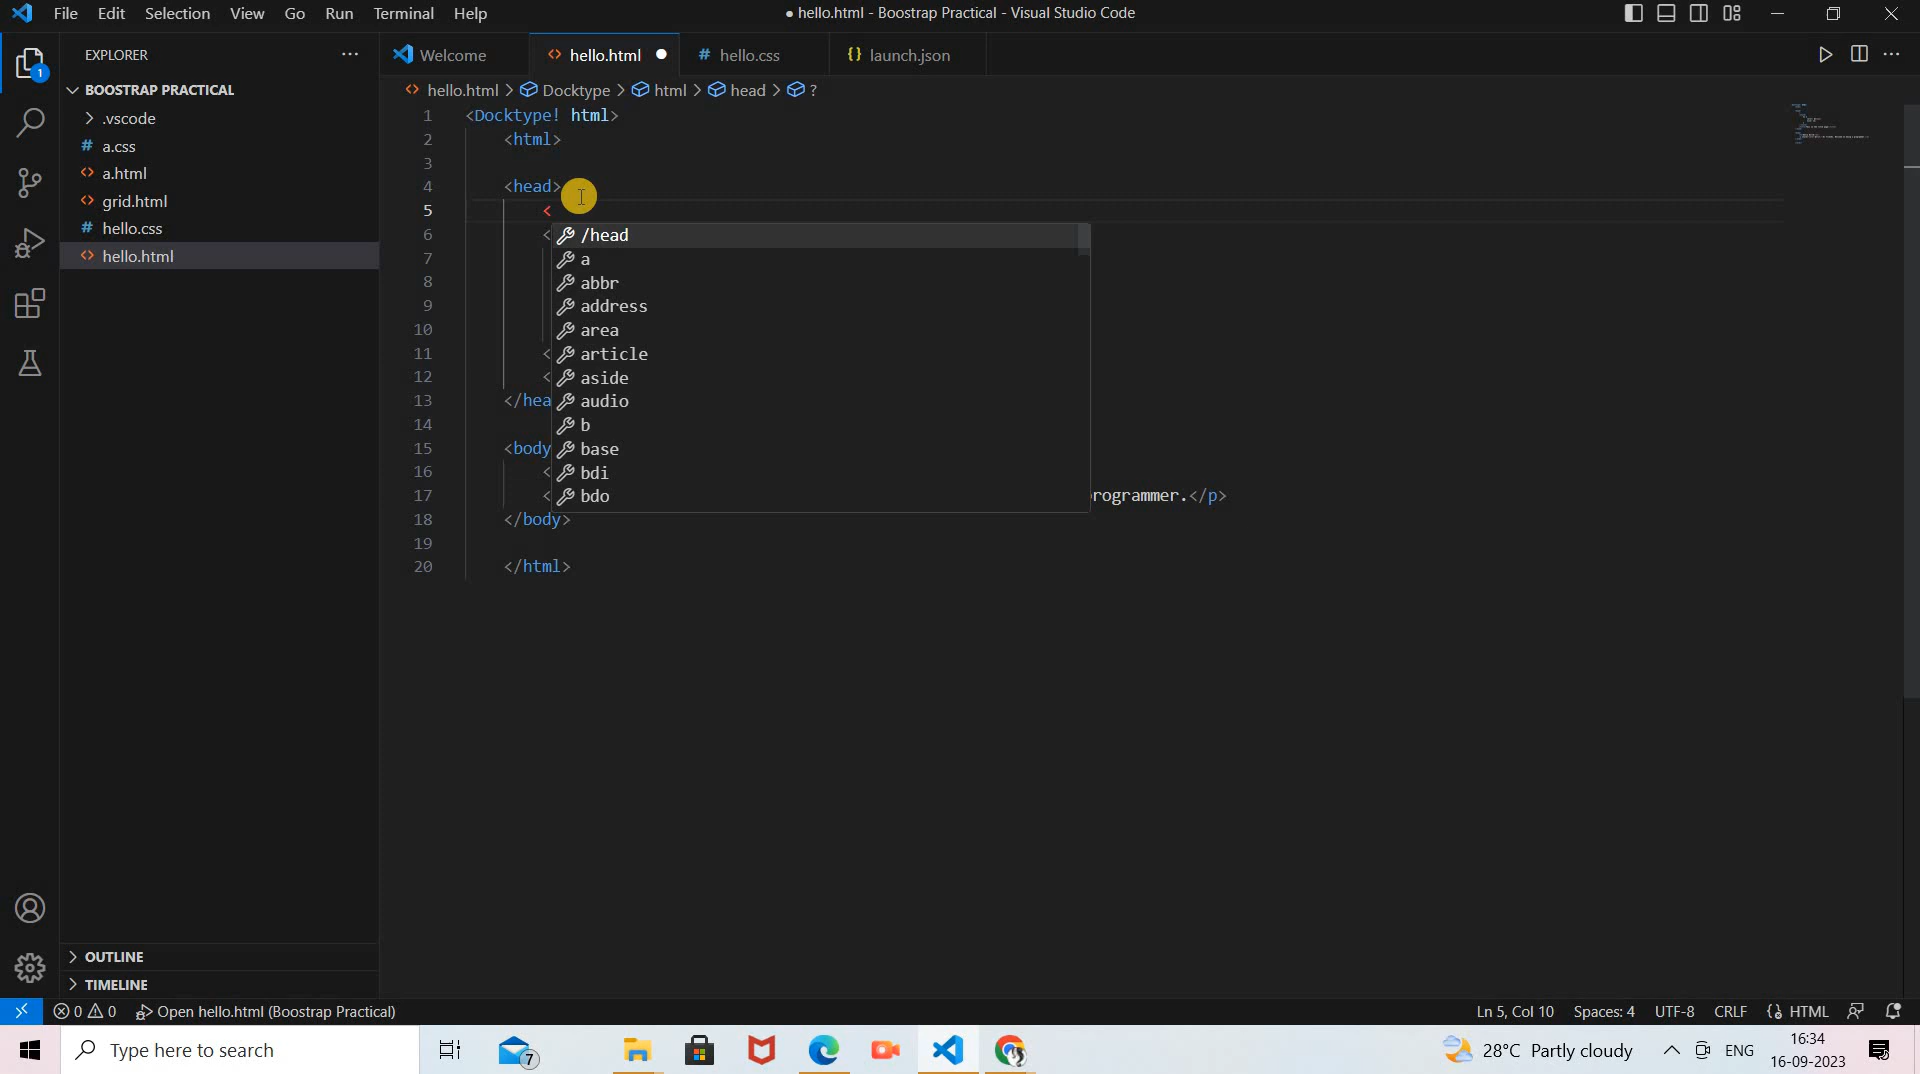 File Edit Selection View Go Run Terminal Help
● hello.html - Boostrap Practical - Visual Studio Code
EXPLORER
Welcome
hello.html
# hello.css
{} launch.json
1
BOOSTRAP PRACTICAL
hello.html > Docktype > html > head > ?
.vscode
# a.css
a.html
grid.html
# hello.css
hello.html
1 <Docktype! html>
2 <html>
3
4 <head>
5 <
6 <
7
8
9
10
11 <
12 <
13 </hea
14
15 <body
16 <
17 < programmer.</p>
18 </body>
19
20 </html>
/head
a
abbr
address
area
article
aside
audio
b
base
bdi
bdo
OUTLINE
TIMELINE
0 0 Open hello.html (Boostrap Practical)
Ln 5, Col 10 Spaces: 4 UTF-8 CRLF {} HTML
Type here to search
7
28°C Partly cloudy
ENG
16:34
16-09-2023